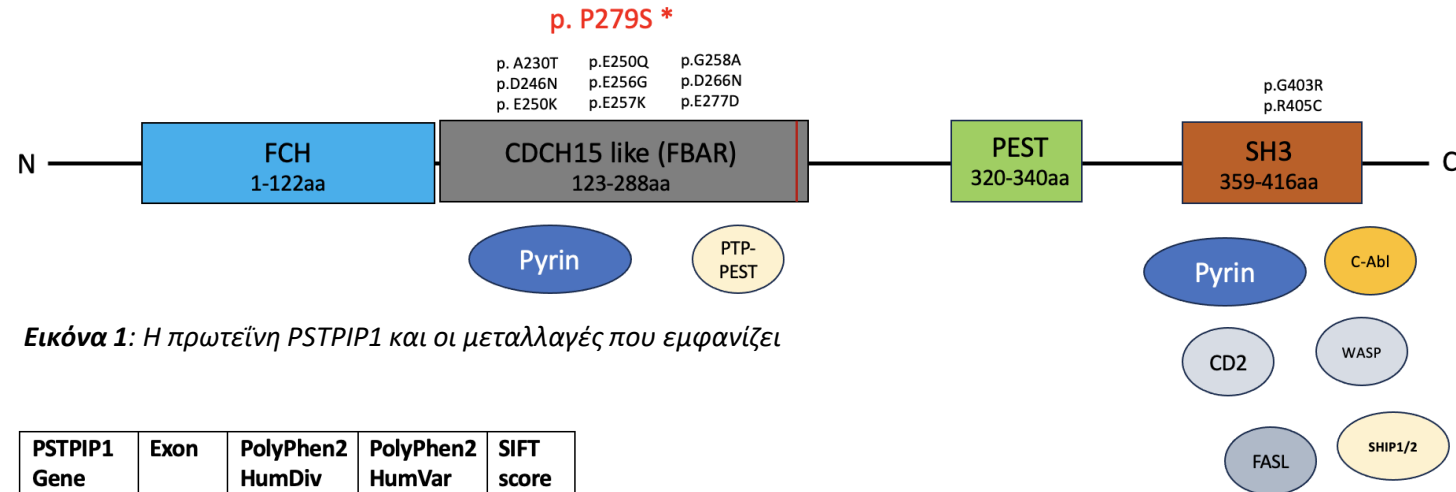 p. P279S *
p. A230T p.E250Q p.G258A
p.D246N p.E256G p.D266N
p. E250K p.E257K p.E277D
p.G403R
p.R405C
N
FCH
1-122aa
CDCH15 like (FBAR)
123-288aa
PEST
320-340aa
SH3
359-416aa
C
Pyrin
PTP-
PEST
Pyrin
C-Abl
CD2
WASP
FASL
SHIP1/2
Εικόνα 1: Η πρωτεΐνη PSTPIP1 και οι μεταλλαγές που εμφανίζει
PSTPIP1 Exon PolyPhen2 PolyPhen2 SIFT
Gene HumDiv HumVar score